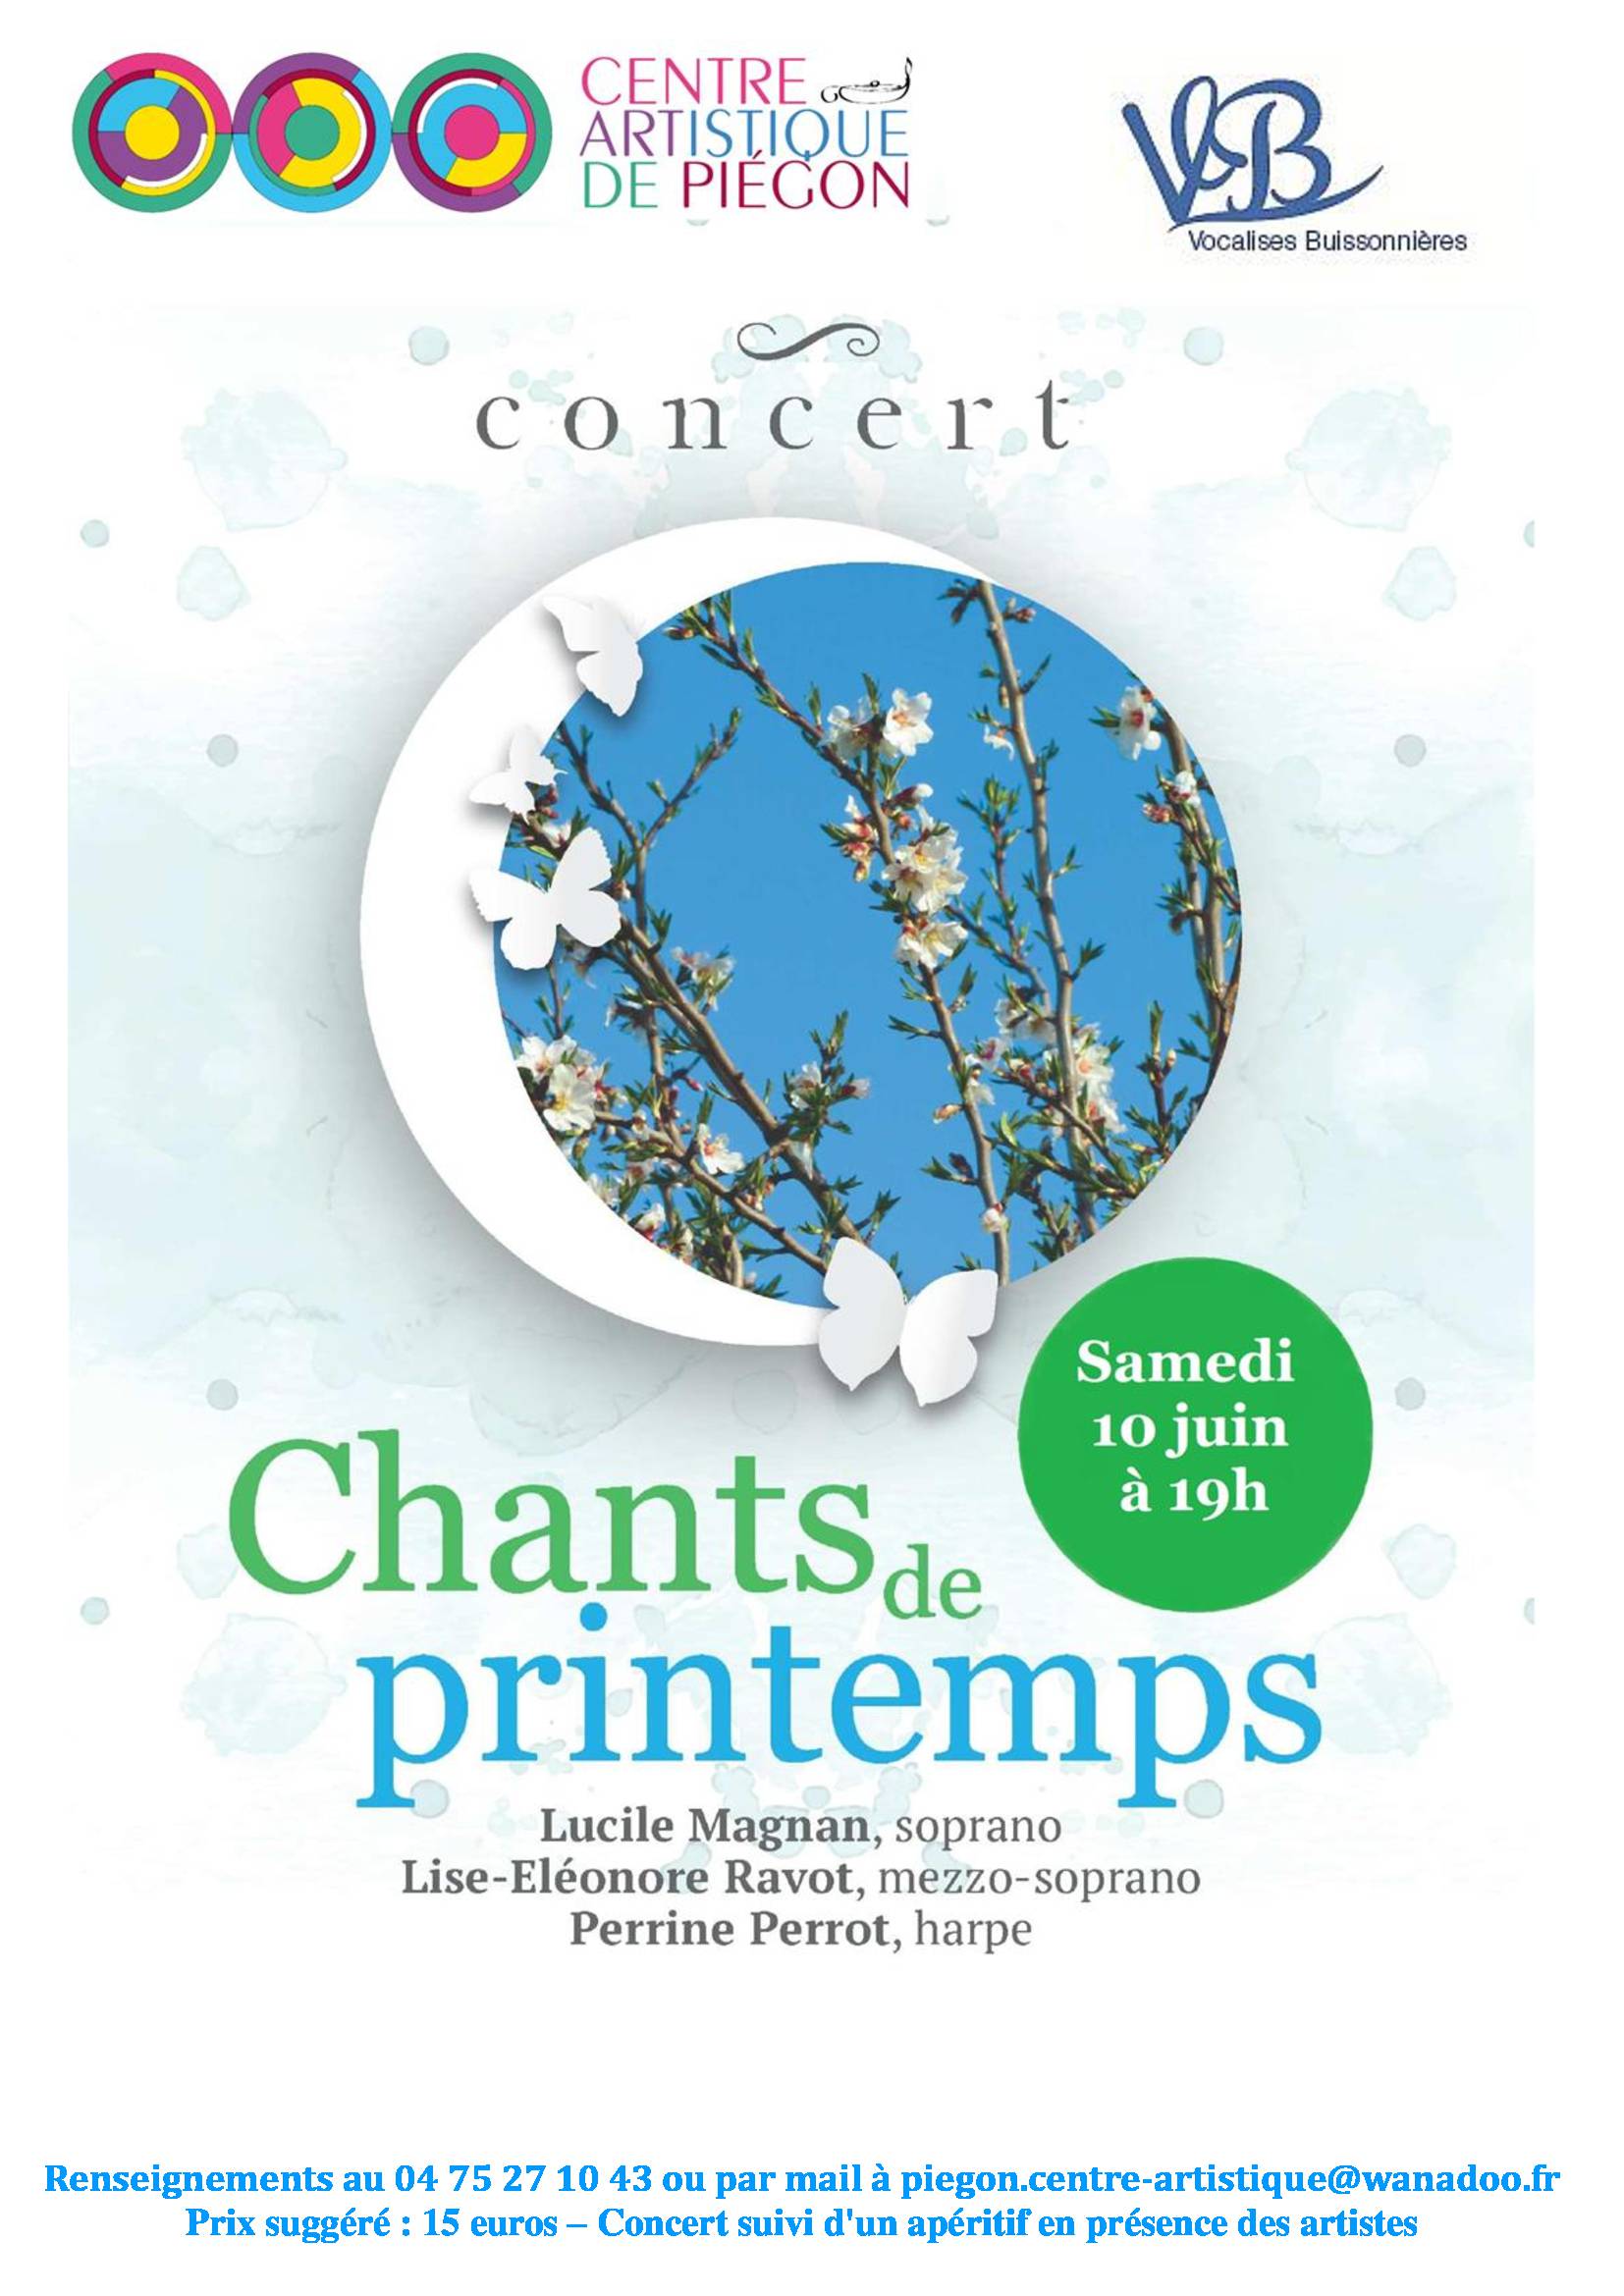 CENTRE
ARTISTIQUE
DE PIÉGON
VB
Vocalises Buissonnières
concert
Samedi
10 juin
à 19h
Chants de
printemps
Lucile Magnan, soprano
Lise-Eléonore Ravot, mezzo-soprano
Perrine Perrot, harpe
Renseignements au 04 75 27 10 43 ou par mail à piegon.centre-artistique@wanadoo.fr
Prix suggéré : 15 euros – Concert suivi d'un apéritif en présence des artistes